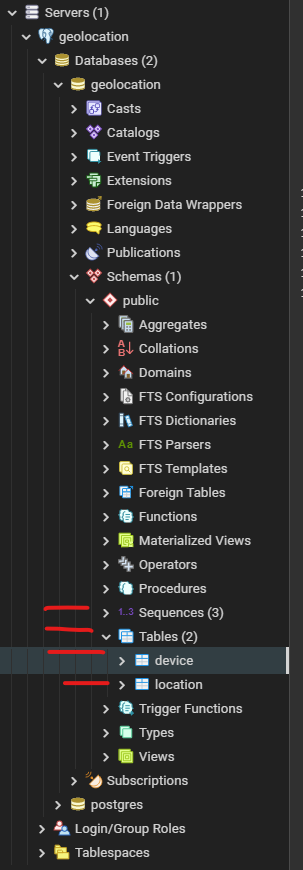 Servers (1)
geolocation
Databases (2)
geolocation
Casts
Catalogs
Event Triggers
Extensions
Foreign Data Wrappers
Languages
Publications
Schemas (1)
public
Aggregates
A
B
Collations
Domains
FTS Configurations
FTS Dictionaries
Aa
FTS Parsers
FTS Templates
Foreign Tables
Functions
Materialized Views
Operators
Procedures
1..3
Sequences (3)
Tables (2)
device
location
Trigger Functions
Types
Views
Subscriptions
postgres
Login/Group Roles
Tablespaces